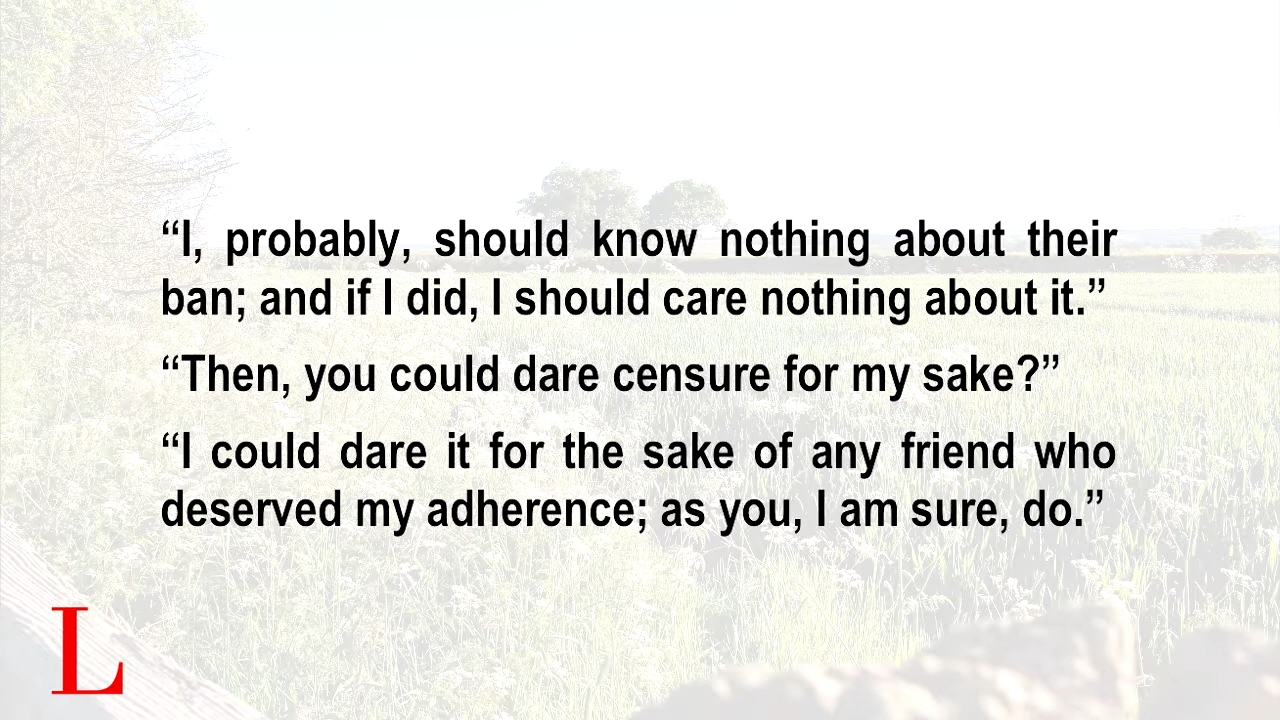 “I, probably, should know nothing about their
ban; and if I did, I should care nothing about it.”
“Then, you could dare censure for my sake?”
“I could dare it for the sake of any friend who
deserved my adherence; as you, I am sure, do.”
L